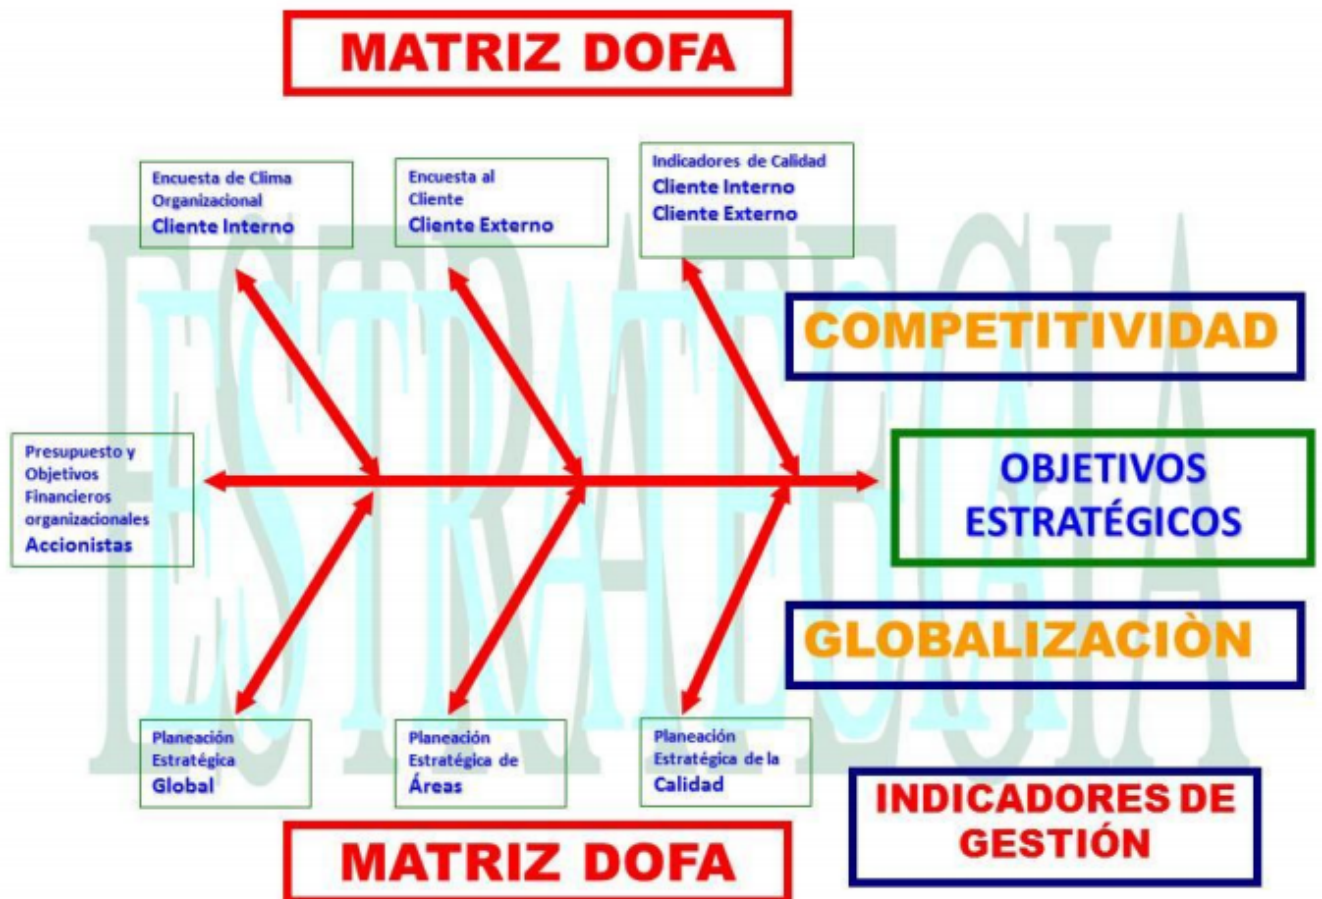 MATRIZ DOFA
Encuesta de Clima
Organizacional
Cliente Interno
Encuesta al
Cliente
Cliente Externo
Indicadores de Calidad
Cliente Interno
Cliente Externo
ESTRATEGIA
ESTRATEGIA
COMPETITIVIDAD
Presupuesto y
Objetivos
Financieros
organizacionales
Accionistas
OBJETIVOS
ESTRATÉGICOS
GLOBALIZACIÒN
Planeación
Estratégica
Global
Planeación
Estratégica de
Áreas
Planeación
Estratégica de la
Calidad
INDICADORES DE
GESTIÓN
MATRIZ DOFA